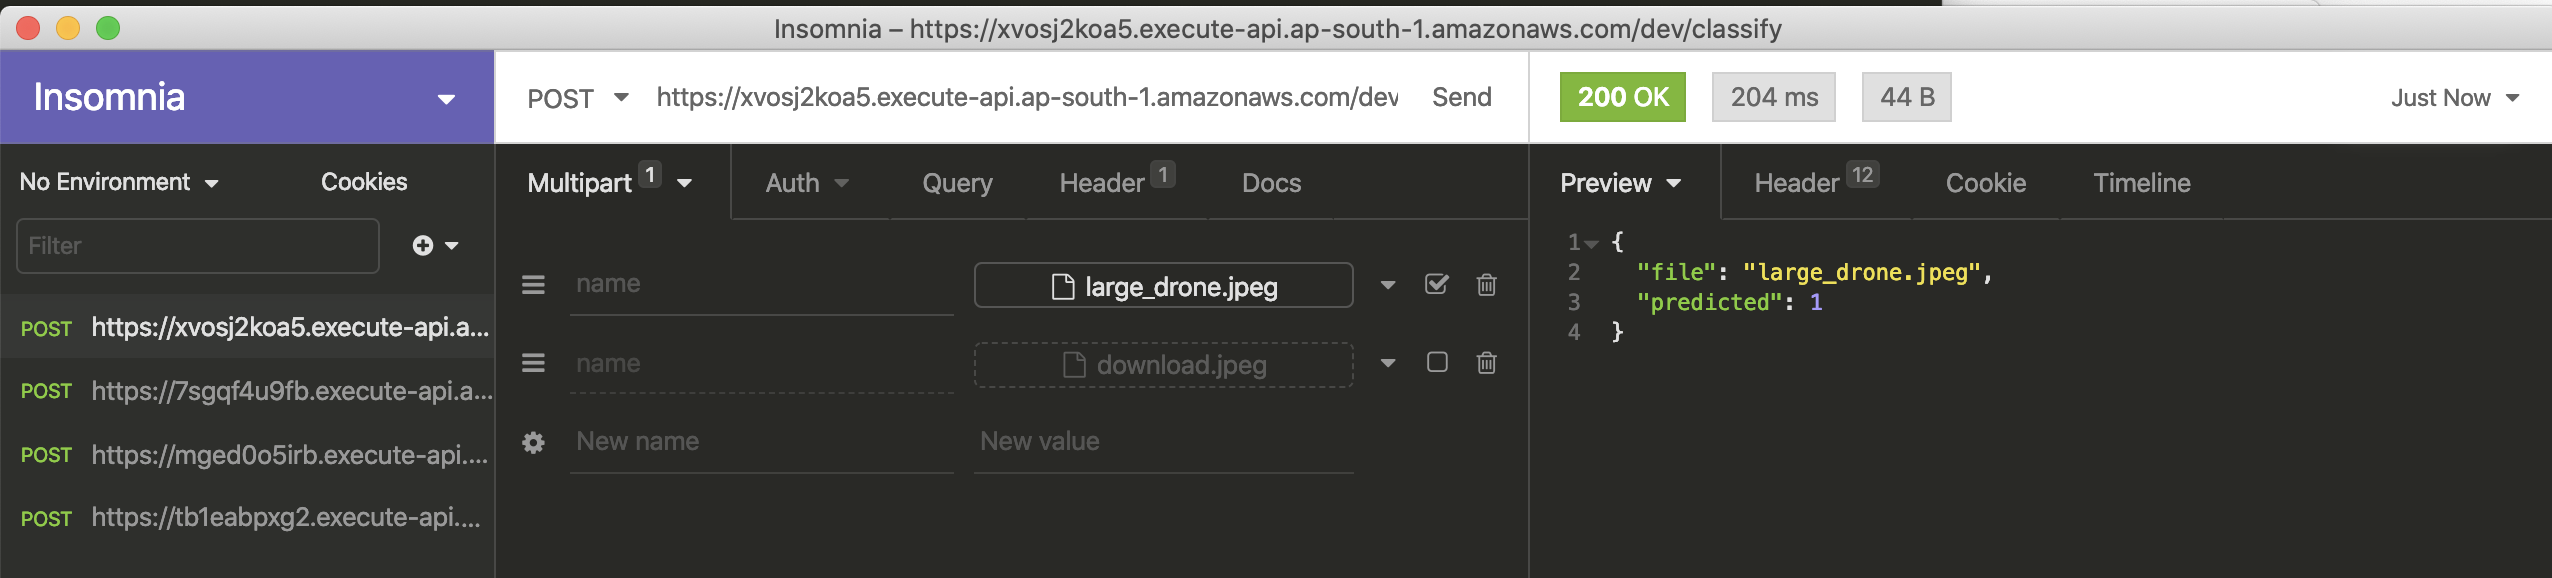 Insomnia – https://xvosj2koa5.execute-api.ap-south-1.amazonaws.com/dev/classify
Insomnia
POST https://xvosj2koa5.execute-api.ap-south-1.amazonaws.com/dev Send
200 OK 204 ms 44 B Just Now
No Environment Cookies
Multipart 1 Auth Query Header 1 Docs
Preview Header 12 Cookie Timeline
Filter
POST https://xvosj2koa5.execute-api.a...
POST https://7sgqf4u9fb.execute-api.a...
POST https://mged0o5irb.execute-api....
POST https://tb1eabpxg2.execute-api....
name large_drone.jpeg
name download.jpeg
New name New value
1 {
2 "file": "large_drone.jpeg",
3 "predicted": 1
4 }